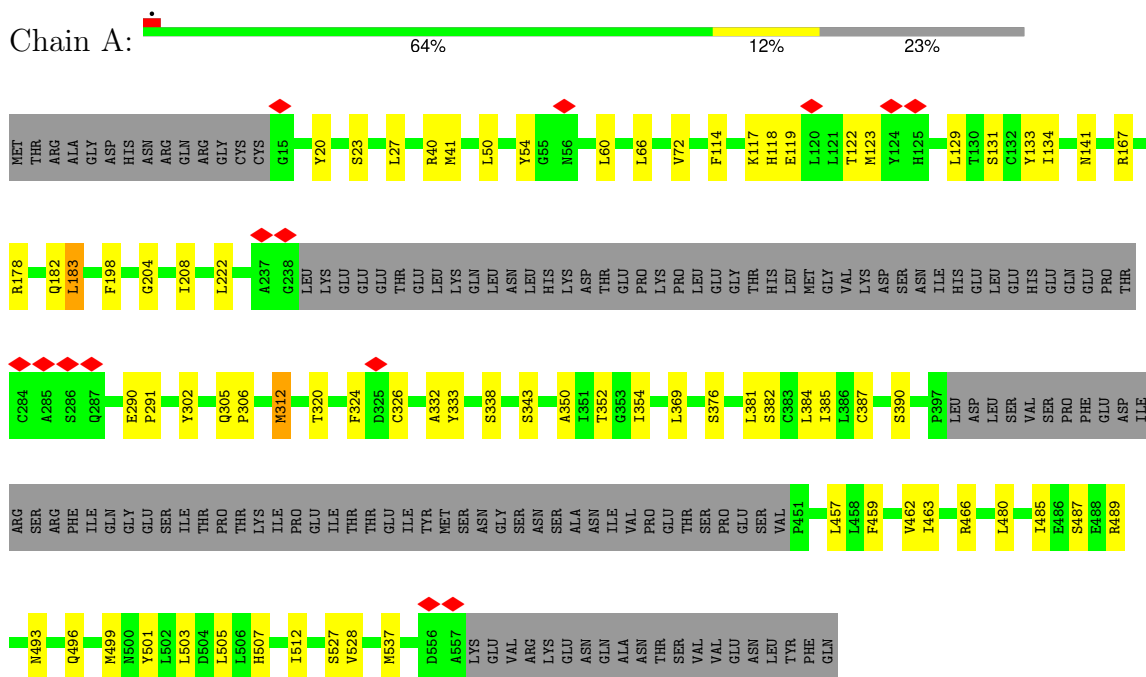 Chain A:
64% 12% 23%
MET THR ARG ALA GLY ASP HIS ASN ARG GLN ARG GLY CYS CYS G15 Y20 S23 L27 R40 M41 L50 Y54 G55 N56 L60 L66 V72 F114 K117 H118 E119 L120 L121 T122 M123 Y124 H125 L129 T130 S131 C132 Y133 I134 N141 R167
R178 Q182 L183 F198 G204 I208 L222 A237 G238 LEU LYS GLU GLU GLU THR GLU LEU LYS GLN LEU ASN LEU HIS LYS ASP THR GLU PRO LYS PRO LEU GLU GLY THR HIS LEU MET GLY VAL LYS ASP SER ASN ILE HIS GLU LEU GLU HIS GLU GLN GLU PRO THR
C284 A285 S286 Q287 E290 P291 Y302 Q305 P306 M312 T320 F324 D325 C326 A332 Y333 S338 S343 A350 I351 T352 G353 I354 L369 S376 L381 S382 C383 L384 I385 L386 C387 S390 P397 LEU ASP LEU SER VAL SER PRO PHE GLU ASP ILE
ARG SER ARG PHE ILE GLN GLY GLU SER ILE THR PRO THR LYS ILE PRO GLU ILE THR THR GLU ILE TYR MET SER ASN GLY SER ASN SER ALA ASN ILE VAL PRO GLU THR SER PRO GLU SER VAL P451 L457 L458 F459 V462 I463 R466 L480 I485 E486 S487 E488 R489
N493 Q496 M499 N500 Y501 L502 L503 D504 L505 L506 H507 I512 S527 V528 M537 D556 A557 LYS GLU VAL ARG LYS GLU ASN GLN ALA ASN THR SER VAL VAL GLU ASN LEU TYR PHE GLN